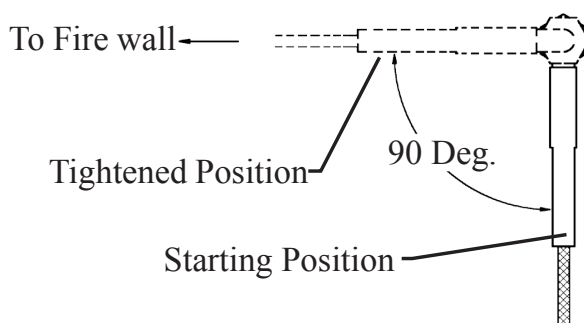 To Fire wall
Tightened Position
90 Deg.
Starting Position